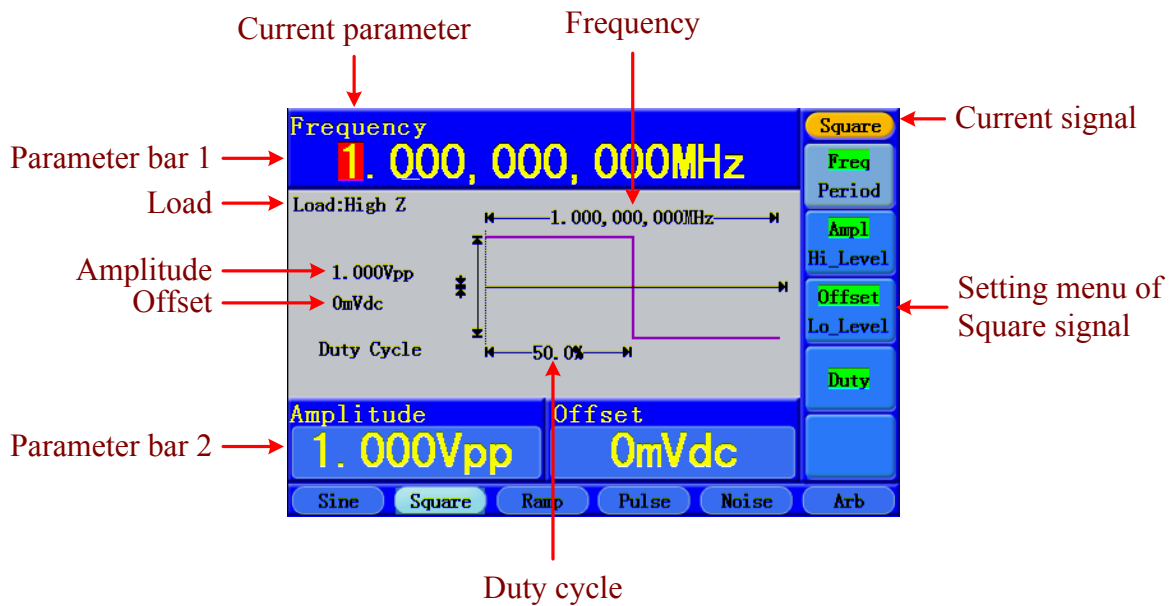 Current parameter
Frequency
Frequency
Square
Current signal
Parameter bar 1
1.000,000,000MHz
Freq
Period
Load
Load:High Z
1.000,000,000MHz
Ampl
Hi_Level
Amplitude
1.000Vpp
Offset
0mVdc
Offset
Lo_Level
Setting menu of
Square signal
Duty Cycle
50.0%
Duty
Amplitude
Offset
Parameter bar 2
1.000Vpp
0mVdc
Sine
Square
Ramp
Pulse
Noise
Arb
Duty cycle